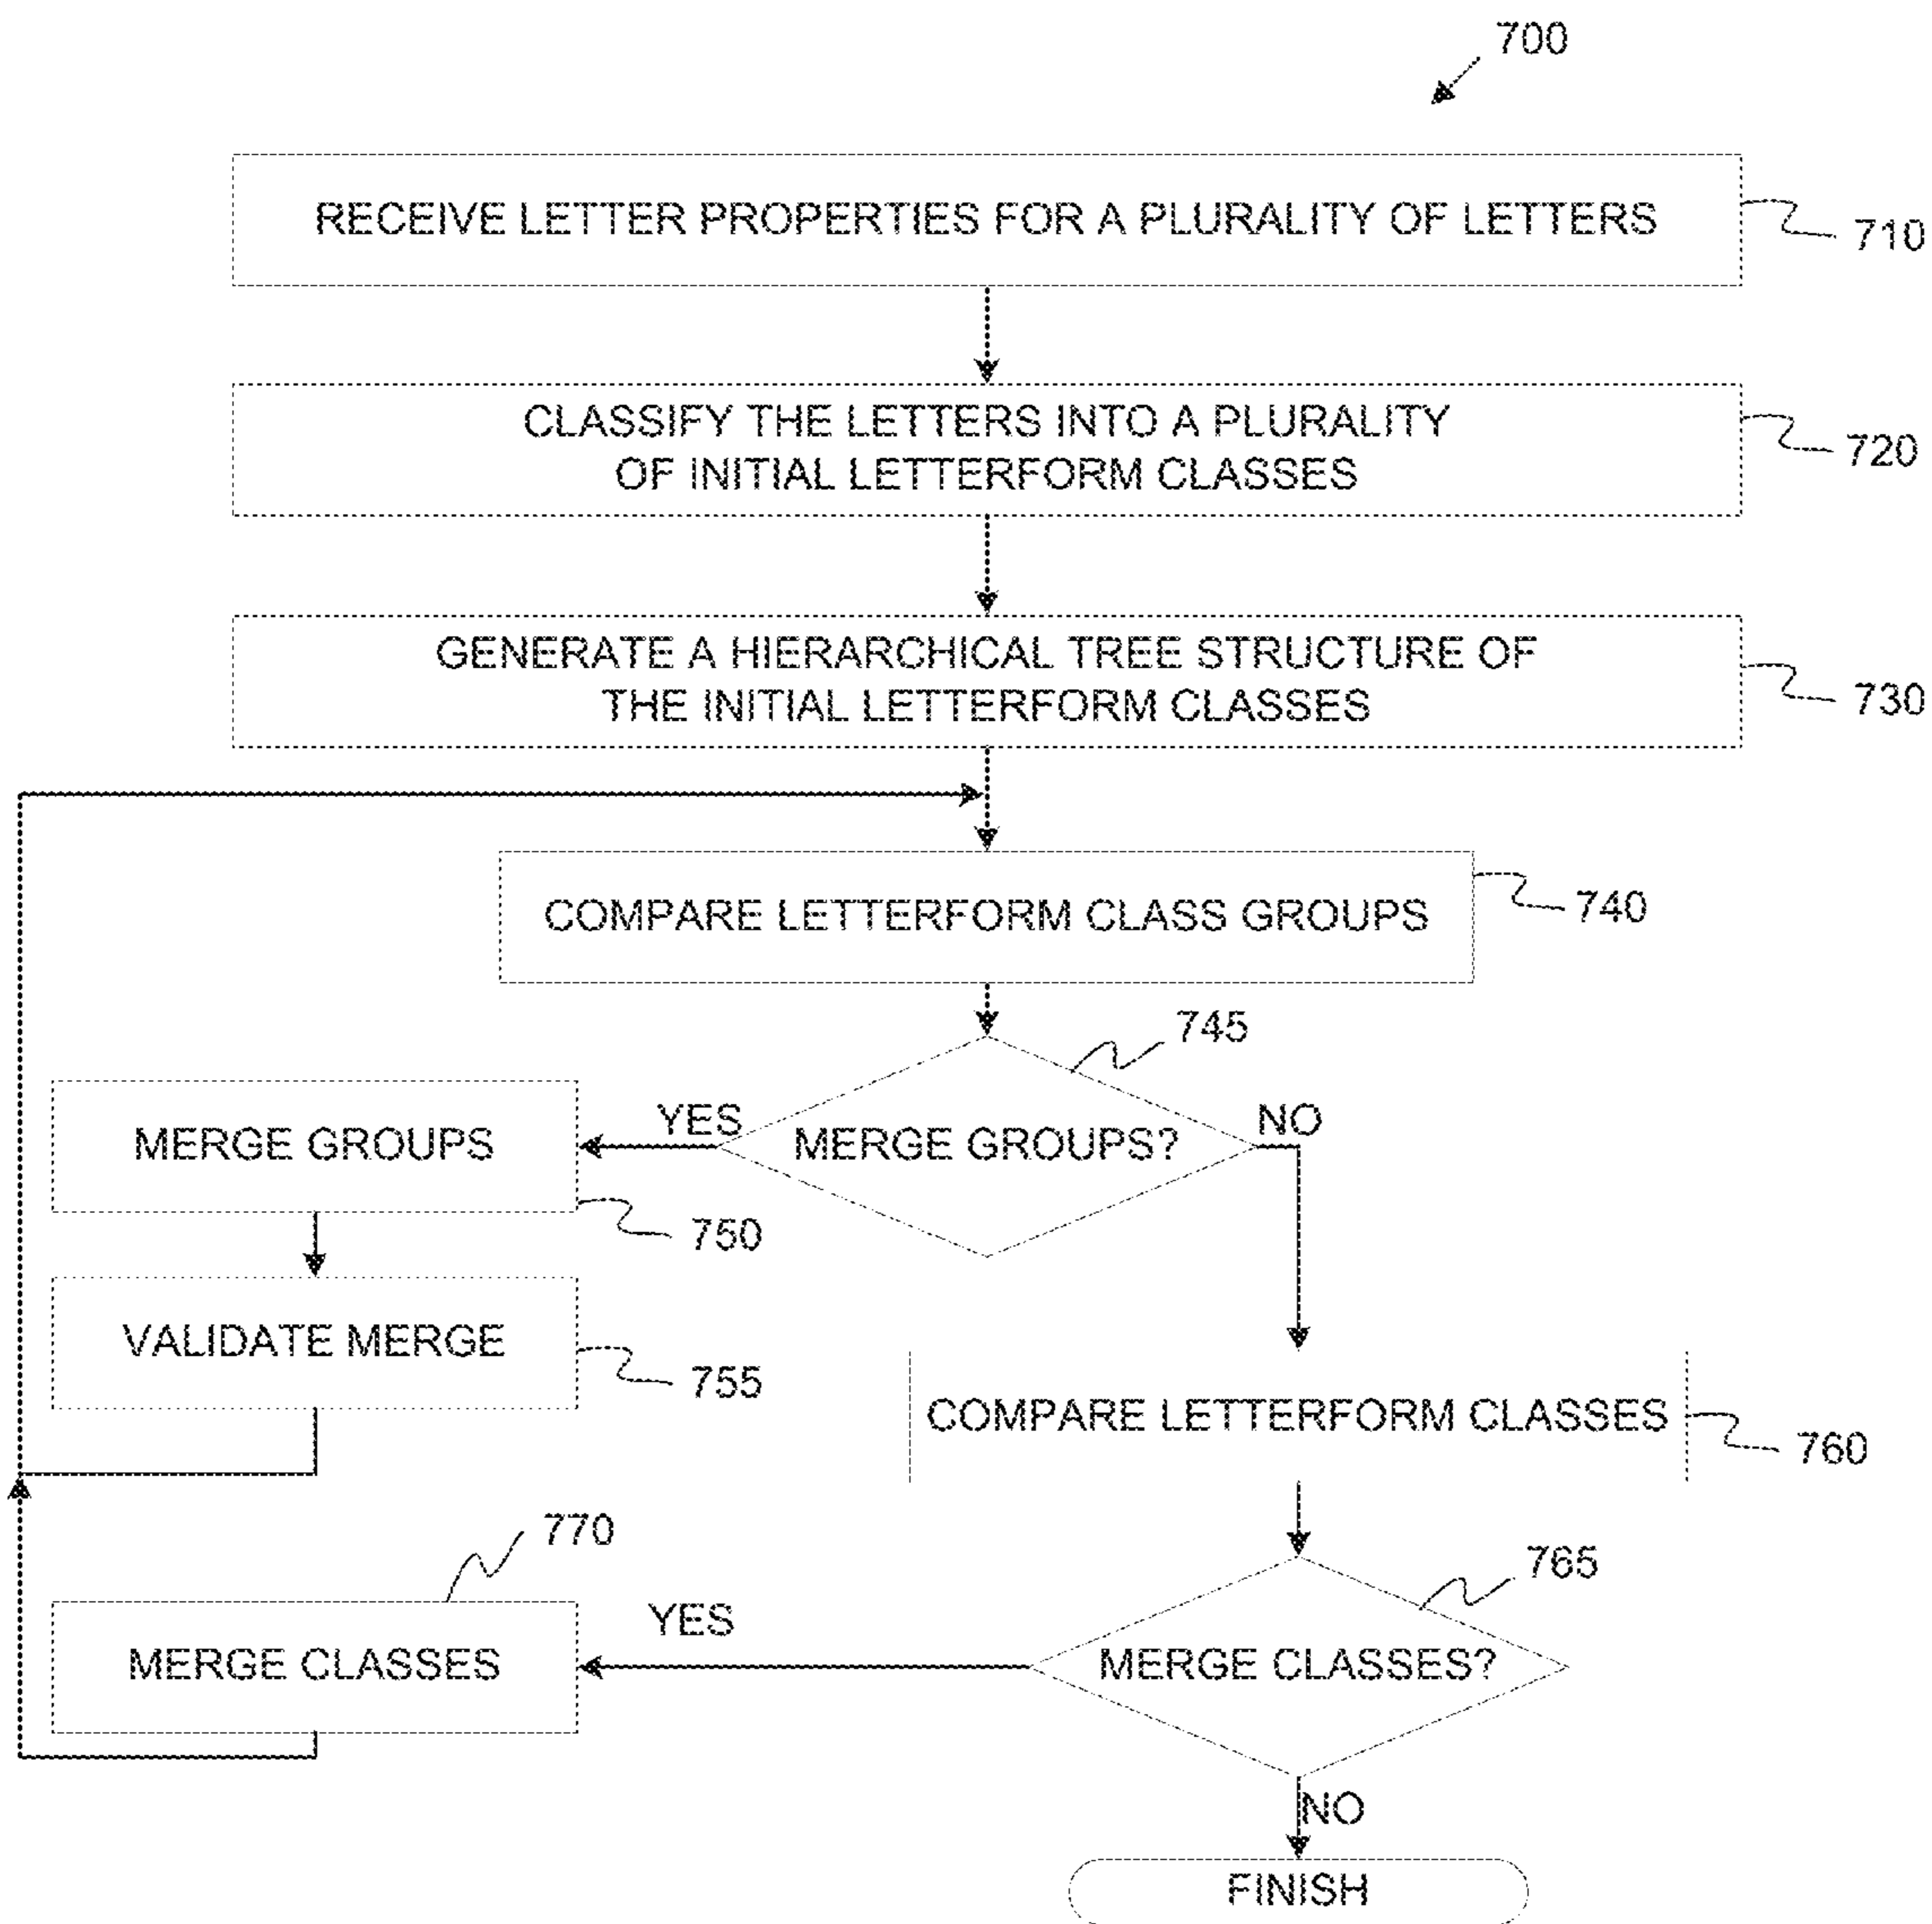 700
RECEIVE LETTER PROPERTIES FOR A PLURALITY OF LETTERS
710
CLASSIFY THE LETTERS INTO A PLURALITY
OF INITIAL LETTERFORM CLASSES
720
GENERATE A HIERARCHICAL TREE STRUCTURE OF
THE INITIAL LETTERFORM CLASSES
730
COMPARE LETTERFORM CLASS GROUPS
740
745
MERGE GROUPS?
YES
NO
MERGE GROUPS
750
VALIDATE MERGE
755
COMPARE LETTERFORM CLASSES
760
765
MERGE CLASSES?
YES
770
MERGE CLASSES
NO
FINISH